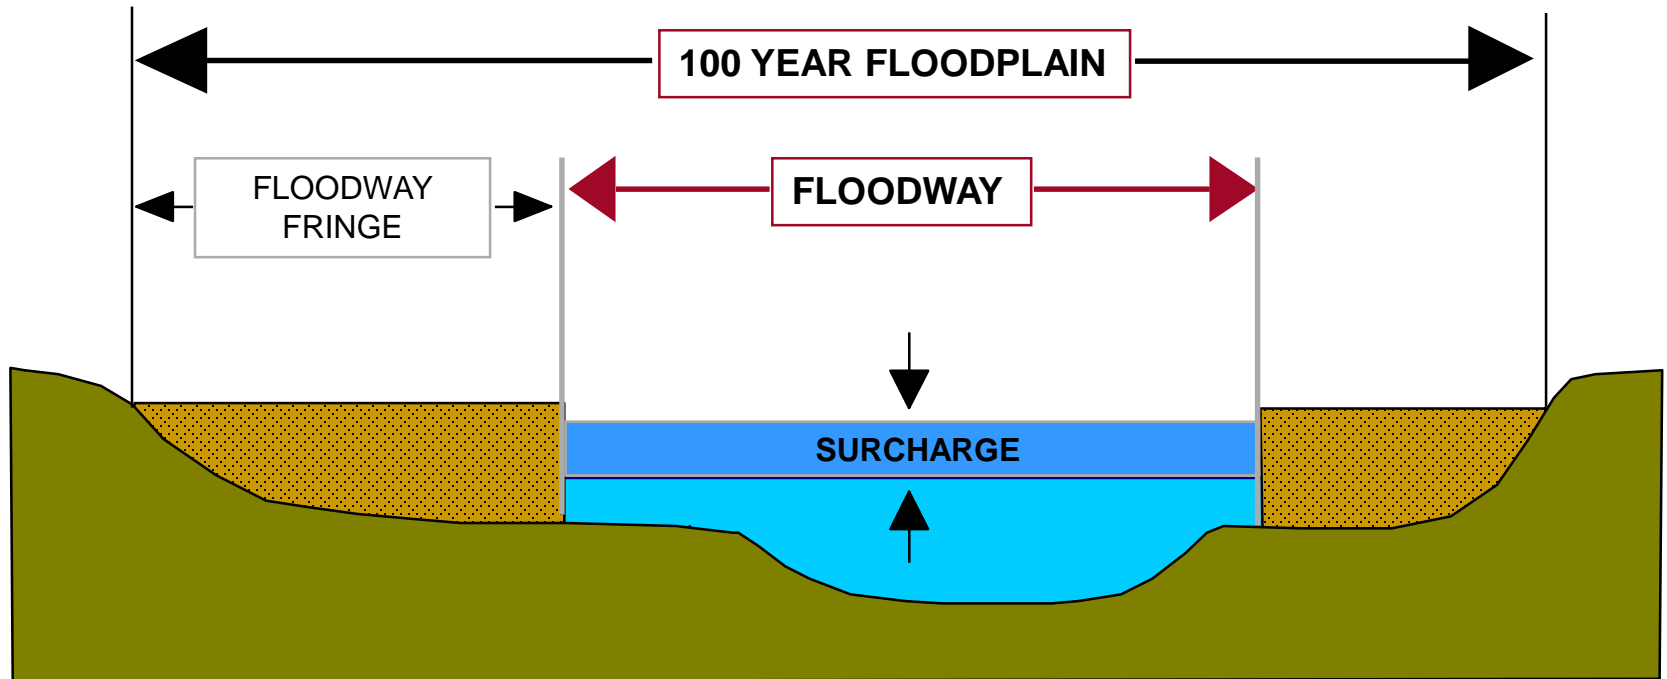 100 YEAR FLOODPLAIN
FLOODWAY
FRINGE
FLOODWAY
SURCHARGE